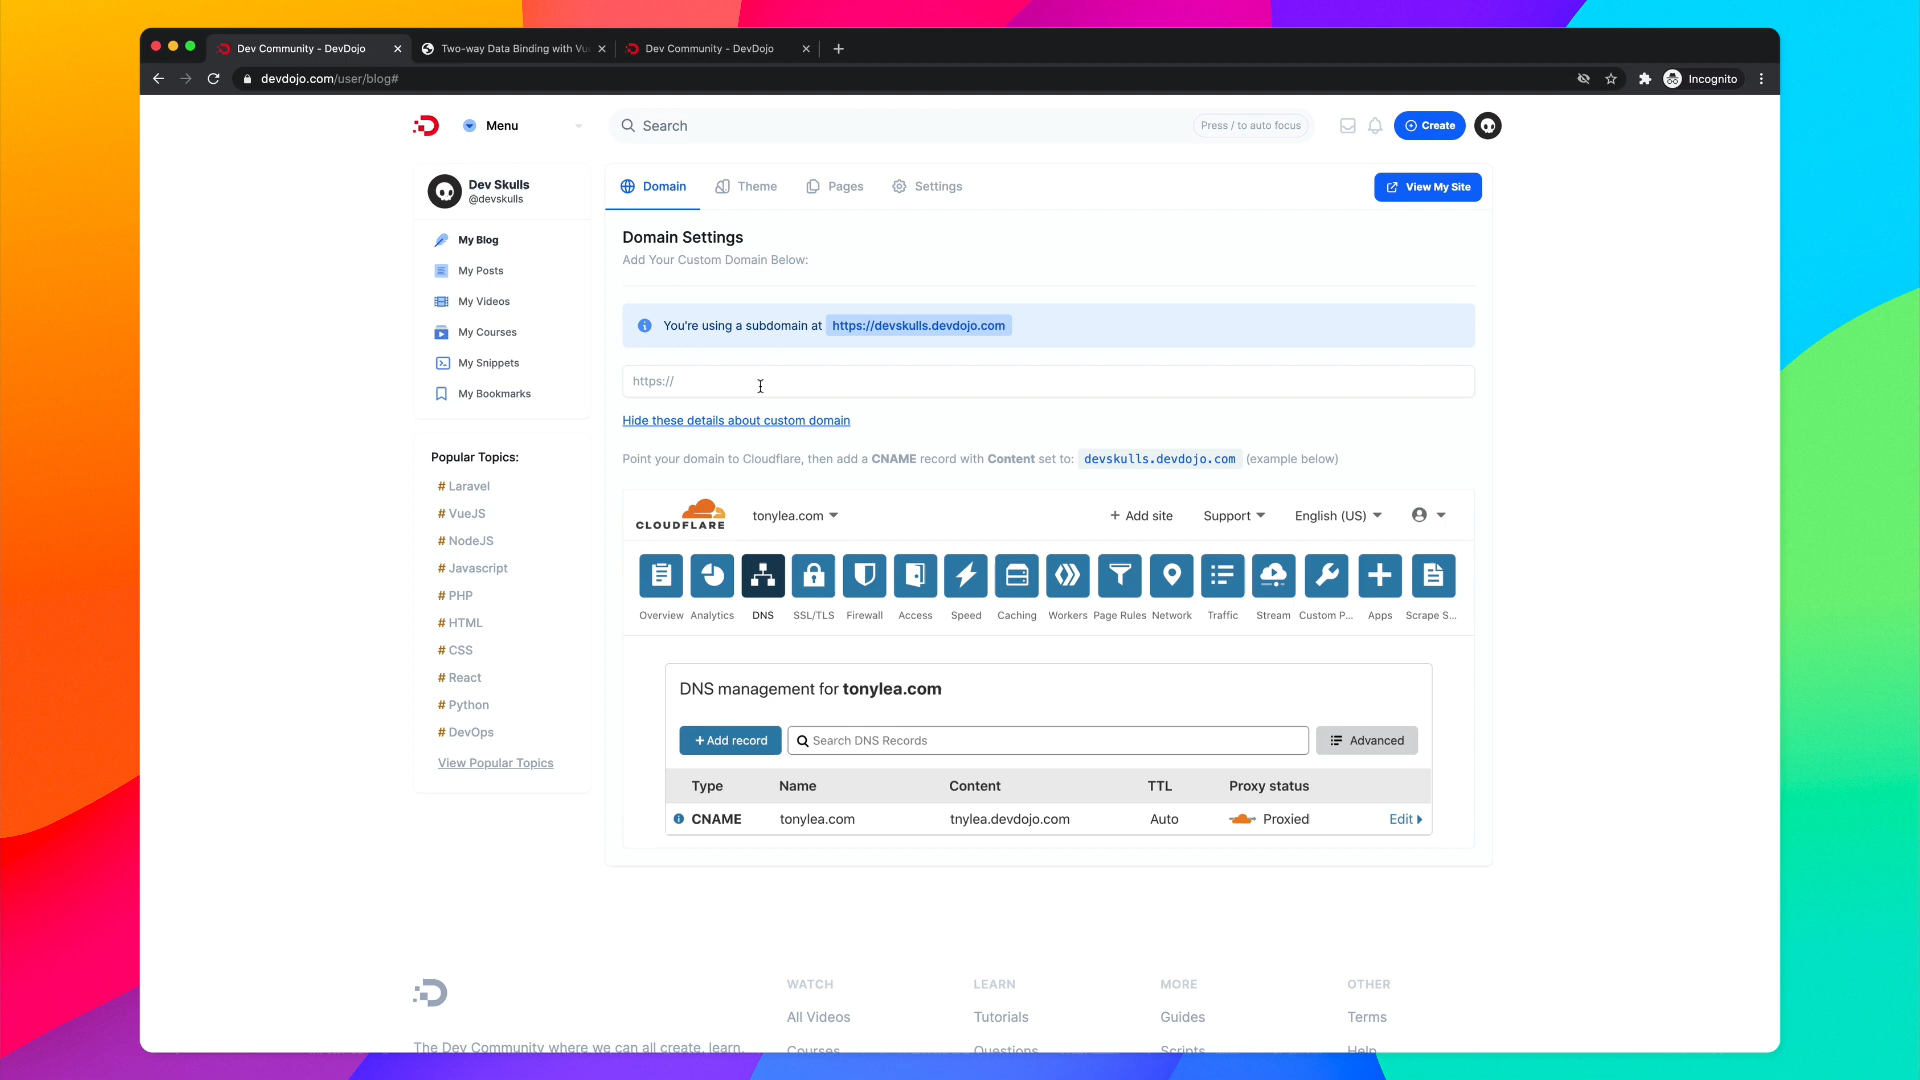 Dev Community - DevDojo
Two-way Data Binding with Vu
Dev Community - DevDojo
devdojo.com/user/blog#
Incognito
Menu
Search
Press / to auto focus
Create
Dev Skulls
@devskulls
My Blog
My Posts
My Videos
My Courses
My Snippets
My Bookmarks
Popular Topics:
# Laravel
# VueJS
# NodeJS
# Javascript
# PHP
# HTML
# CSS
# React
# Python
# DevOps
View Popular Topics
Domain
Theme
Pages
Settings
View My Site
Domain Settings
Add Your Custom Domain Below:
You're using a subdomain at https://devskulls.devdojo.com
https://
Hide these details about custom domain
Point your domain to Cloudflare, then add a CNAME record with Content set to: devskulls.devdojo.com (example below)
CLOUDFLARE
tonylea.com
+ Add site
Support
English (US)
Overview
Analytics
DNS
SSL/TLS
Firewall
Access
Speed
Caching
Workers
Page Rules
Network
Traffic
Stream
Custom P...
Apps
Scrape S...
DNS management for tonylea.com
+ Add record
Search DNS Records
Advanced
Type Name Content TTL Proxy status
CNAME tonylea.com tnylea.devdojo.com Auto Proxied Edit
The Dev Community where we can all create, learn,
WATCH
All Videos
Courses
LEARN
Tutorials
Questions
MORE
Guides
Scripts
OTHER
Terms
Help